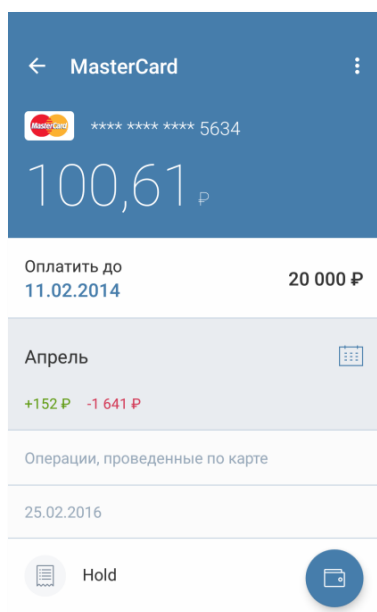 MasterCard
MasterCard
**** **** **** 5634
100,61 ₽
Оплатить до
11.02.2014
20 000 ₽
Апрель
+152 ₽ -1 641 ₽
Операции, проведенные по карте
25.02.2016
Hold